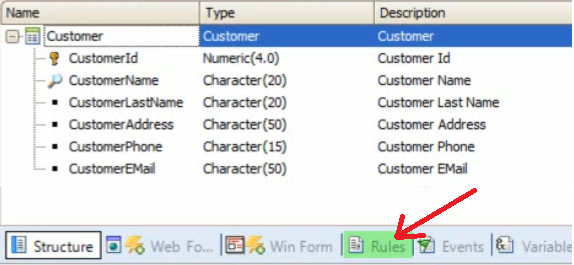 Name Type Description
Customer Customer Customer
CustomerId Numeric(4.0) Customer Id
CustomerName Character(20) Customer Name
CustomerLastName Character(20) Customer Last Name
CustomerAddress Character(50) Customer Address
CustomerPhone Character(15) Customer Phone
CustomerEMail Character(50) Customer EMail
Structure Web Fo... Win Form Rules Events Variable